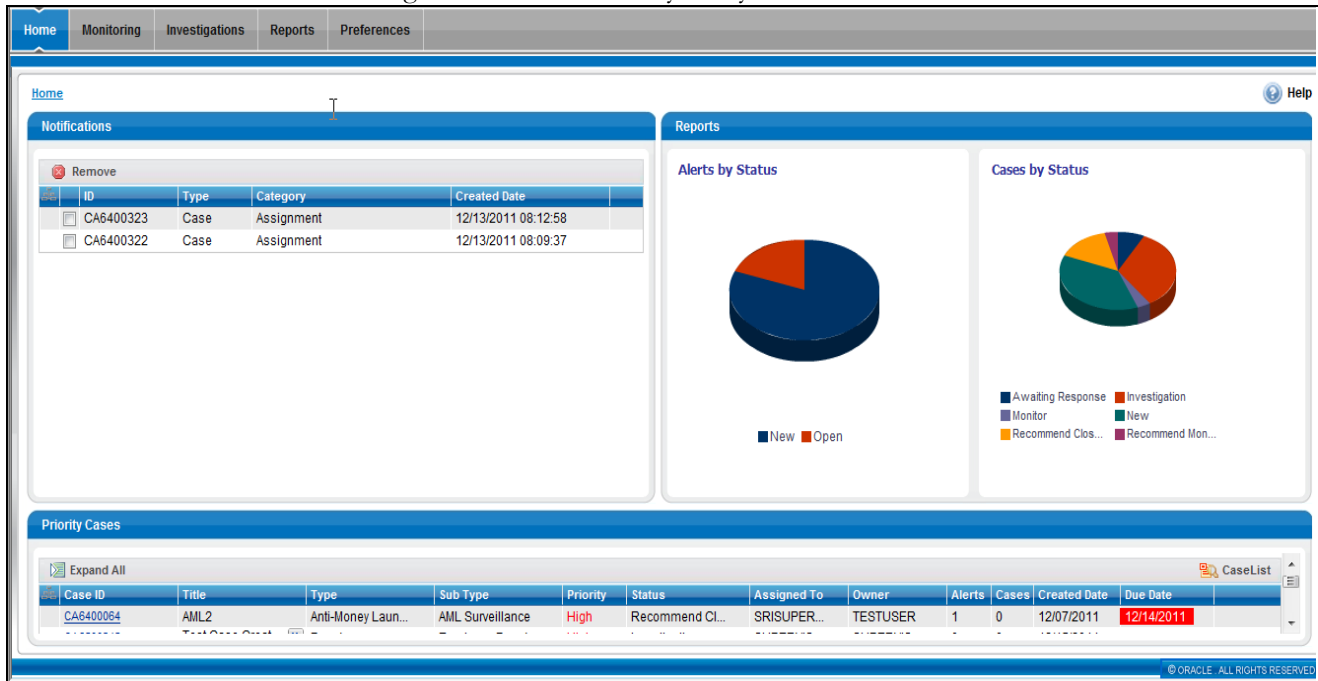 Home Monitoring Investigations Reports Preferences
Home
Help
Notifications
Remove
ID Type Category Created Date
CA6400323 Case Assignment 12/13/2011 08:12:58
CA6400322 Case Assignment 12/13/2011 08:09:37
Reports
Alerts by Status
New Open
Cases by Status
Awaiting Response Investigation
Monitor New
Recommend Clos... Recommend Mon...
Priority Cases
Expand All CaseList
Case ID Title Type Sub Type Priority Status Assigned To Owner Alerts Cases Created Date Due Date
CA6400064 AML2 Anti-Money Laun... AML Surveillance High Recommend Cl... SRISUPER... TESTUSER 1 0 12/07/2011 12/14/2011
© ORACLE . ALL RIGHTS RESERVED